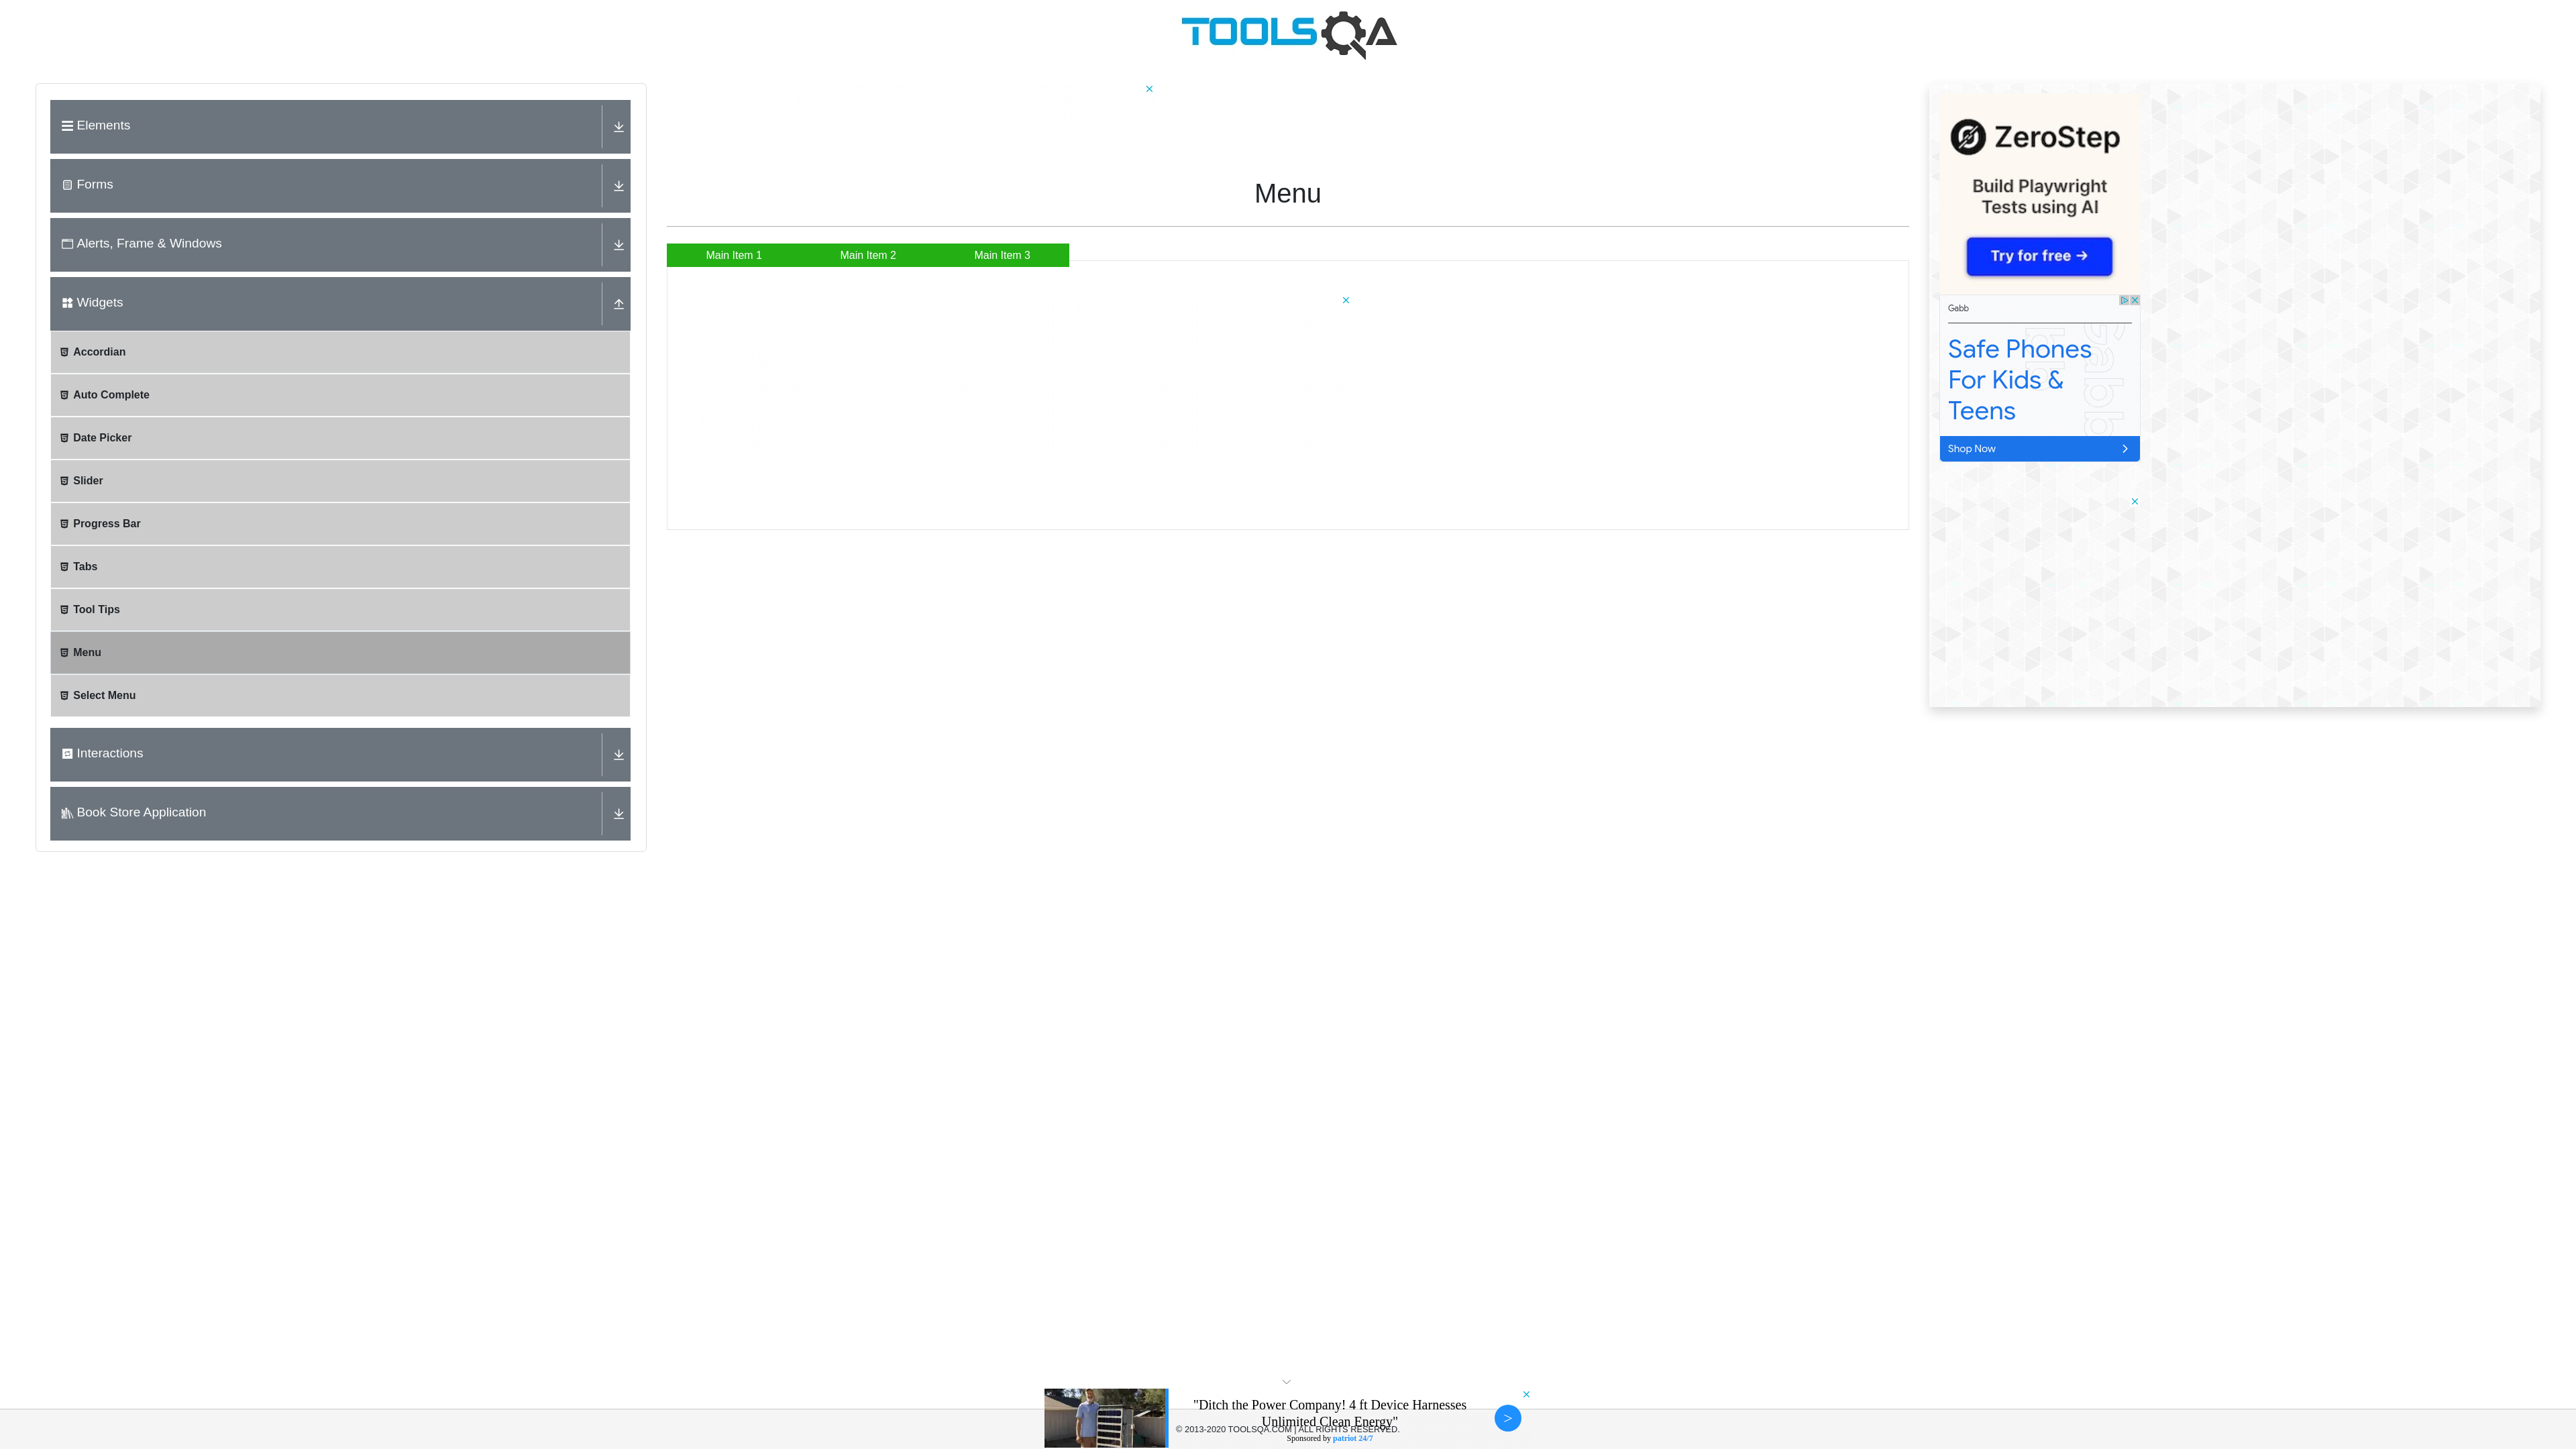 TOOLSQA
Elements
Forms
Alerts, Frame & Windows
Widgets
Accordian
Auto Complete
Date Picker
Slider
Progress Bar
Tabs
Tool Tips
Menu
Select Menu
Interactions
Book Store Application
Menu
Main Item 1
Main Item 2
Main Item 3
ZeroStep
Build Playwright
Tests using AI
Try for free →
Gabb
Safe Phones
For Kids &
Teens
Shop Now
"Ditch the Power Company! 4 ft Device Harnesses
Unlimited Clean Energy"
© 2013-2020 TOOLSQA.COM | ALL RIGHTS RESERVED.
Sponsored by patriot 24/7